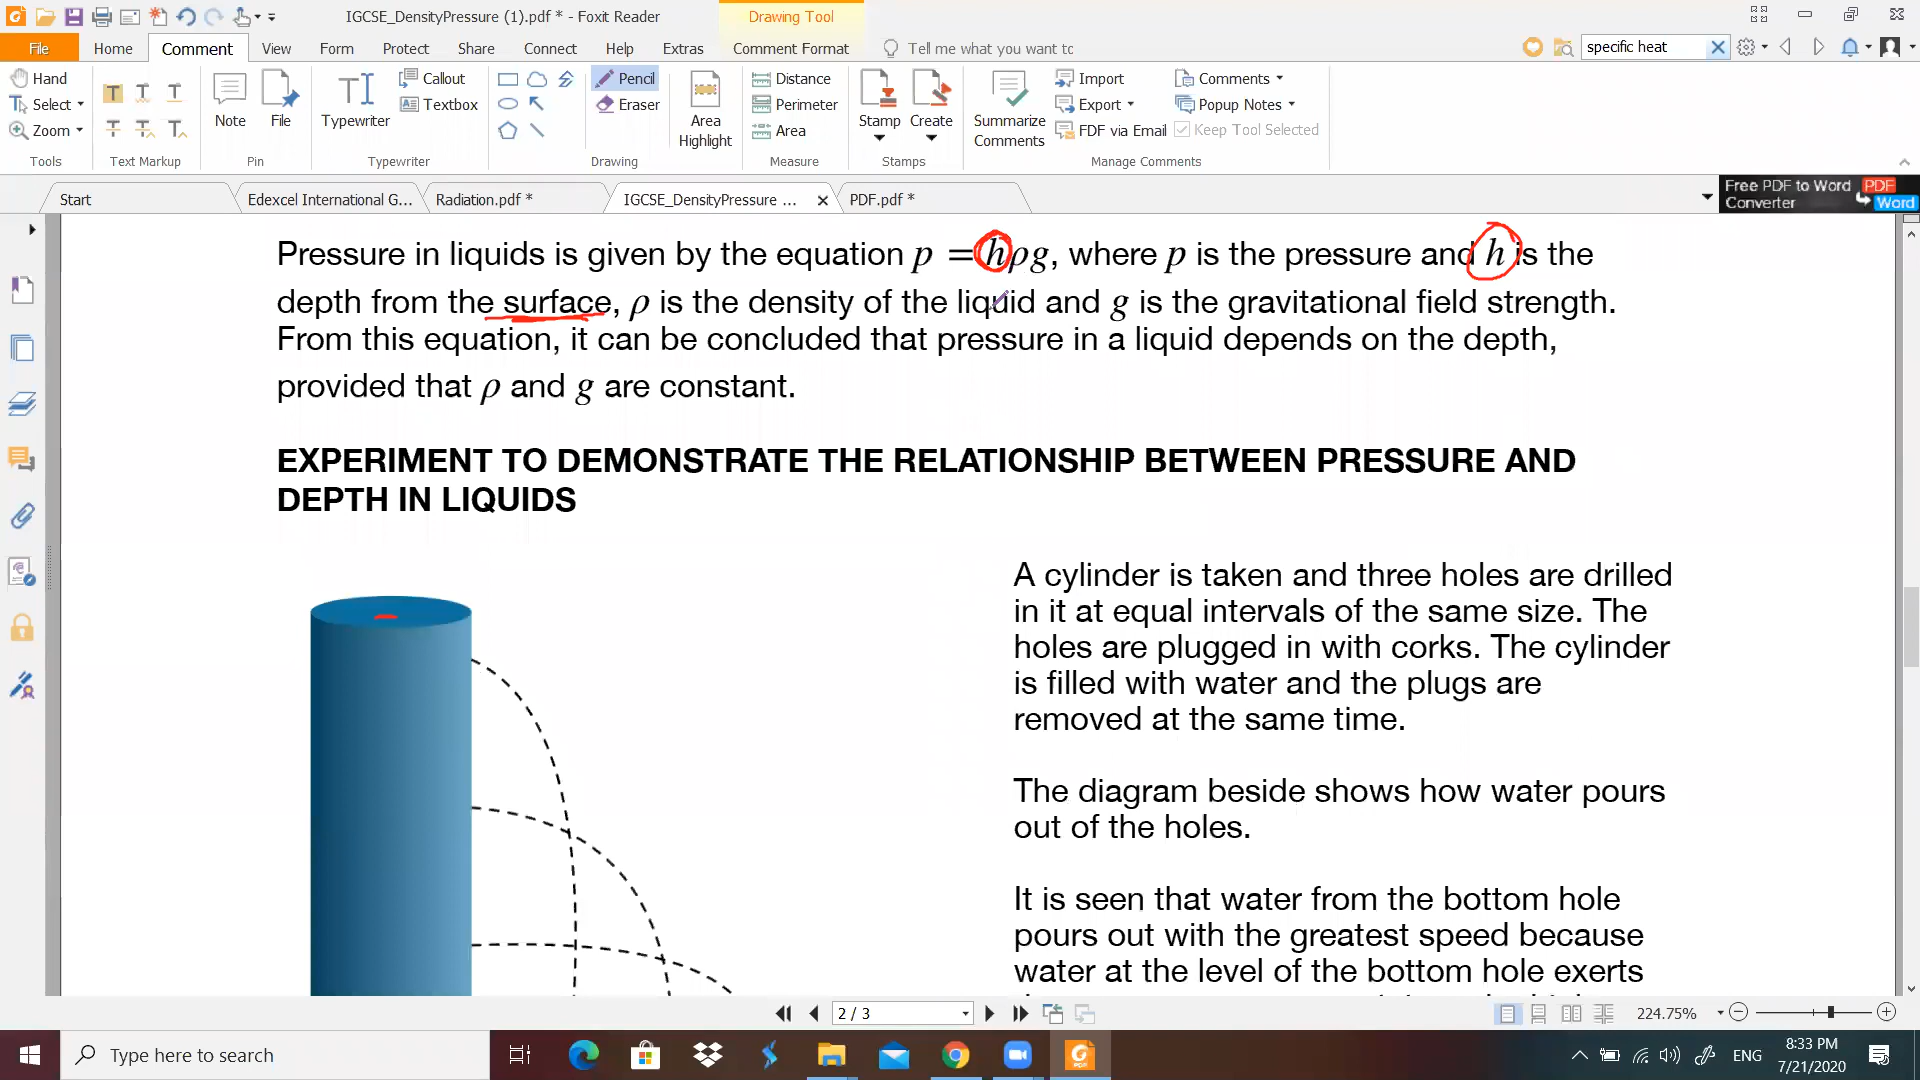 IGCSE_DensityPressure (1).pdf * - Foxit Reader
Drawing Tool
File
Home
Comment
View
Form
Protect
Share
Connect
Help
Extras
Comment Format
Tell me what you want to
specific heat
Hand
Select
Zoom
Tools
Text Markup
Note
File
Pin
Typewriter
Callout
Textbox
Typewriter
Pencil
Eraser
Drawing
Area
Highlight
Distance
Perimeter
Area
Measure
Stamp
Create
Stamps
Summarize
Comments
Import
Export
FDF via Email
Comments
Popup Notes
Keep Tool Selected
Manage Comments
Start
Edexcel International G...
Radiation.pdf *
IGCSE_DensityPressure ...
PDF.pdf *
Free PDF to Word
Converter
PDF
Word
Pressure in liquids is given by the equation p = hρg, where p is the pressure and h is the
depth from the surface, ρ is the density of the liquid and g is the gravitational field strength.
From this equation, it can be concluded that pressure in a liquid depends on the depth,
provided that ρ and g are constant.
EXPERIMENT TO DEMONSTRATE THE RELATIONSHIP BETWEEN PRESSURE AND
DEPTH IN LIQUIDS
A cylinder is taken and three holes are drilled
in it at equal intervals of the same size. The
holes are plugged in with corks. The cylinder
is filled with water and the plugs are
removed at the same time.
The diagram beside shows how water pours
out of the holes.
It is seen that water from the bottom hole
pours out with the greatest speed because
water at the level of the bottom hole exerts
2 / 3
224.75%
Type here to search
ENG
8:33 PM
7/21/2020